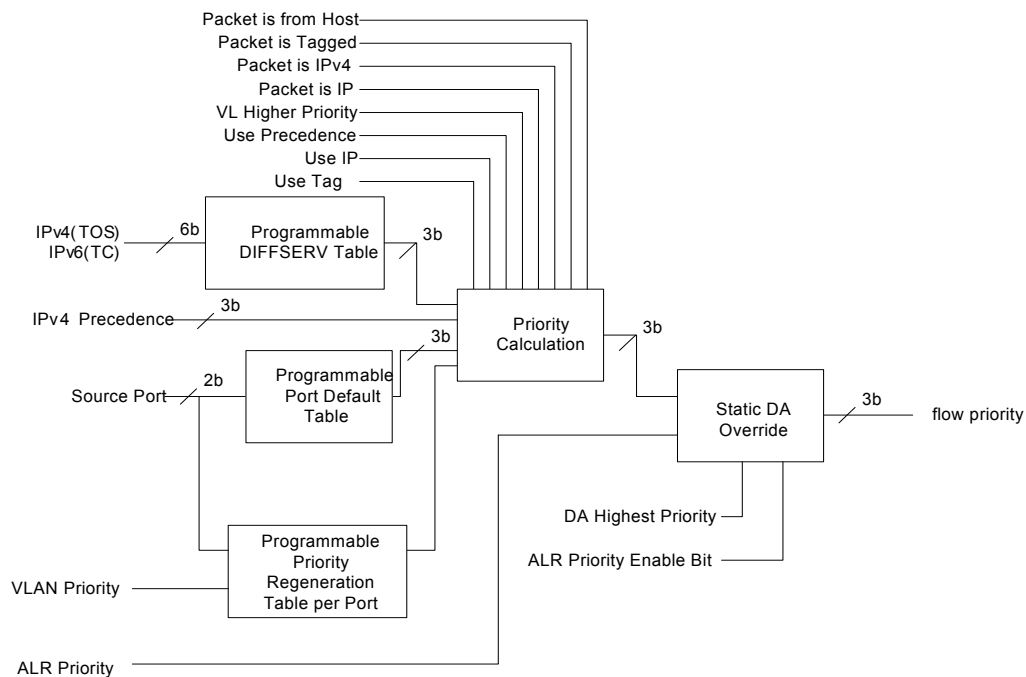 Packet is from Host
Packet is Tagged
Packet is IPv4
Packet is IP
VL Higher Priority
Use Precedence
Use IP
Use Tag
IPv4(TOS)
IPv6(TC)
6b
Programmable
DIFFSERV Table
3b
IPv4 Precedence
3b
Priority
Calculation
3b
3b
Source Port
2b
Programmable
Port Default
Table
Static DA
Override
3b
flow priority
DA Highest Priority
ALR Priority Enable Bit
Programmable
Priority
Regeneration
Table per Port
VLAN Priority
ALR Priority